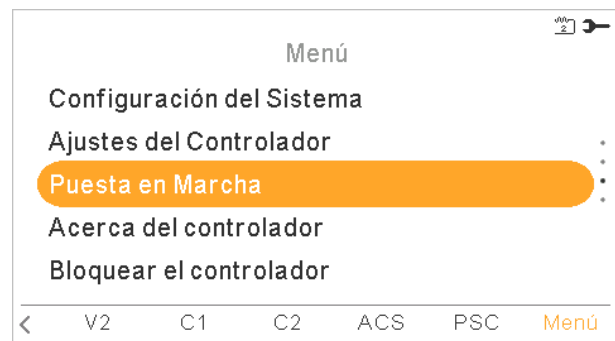 2
Menú
Configuración del Sistema
Ajustes del Controlador
Puesta en Marcha
Acerca del controlador
Bloquear el controlador
< V2 C1 C2 ACS PSC Menú